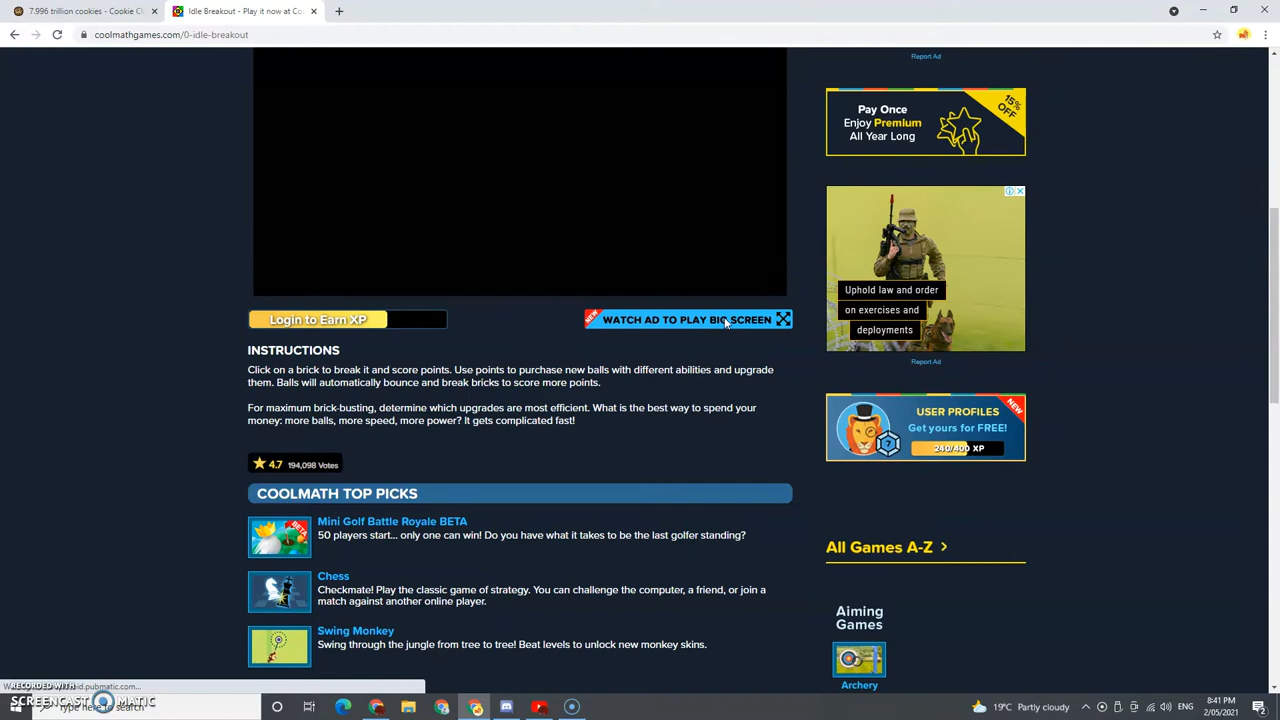 7.996 trillion cookies - Cookie Cl
Idle Breakout - Play it now at Co
coolmathgames.com/0-idle-breakout
Report Ad
Pay Once
Enjoy Premium
All Year Long
15%
OFF
Uphold law and order
on exercises and
deployments
Report Ad
Login to Earn XP
NEW
WATCH AD TO PLAY BIG SCREEN
INSTRUCTIONS
Click on a brick to break it and score points. Use points to purchase new balls with different abilities and upgrade
them. Balls will automatically bounce and break bricks to score more points.
For maximum brick-busting, determine which upgrades are most efficient. What is the best way to spend your
money: more balls, more speed, more power? It gets complicated fast!
USER PROFILES
Get yours for FREE!
240/400 XP
NEW
7
4.7 194,098 Votes
COOLMATH TOP PICKS
Mini Golf Battle Royale BETA
50 players start... only one can win! Do you have what it takes to be the last golfer standing?
BETA
Chess
Checkmate! Play the classic game of strategy. You can challenge the computer, a friend, or join a
match against another online player.
Swing Monkey
Swing through the jungle from tree to tree! Beat levels to unlock new monkey skins.
All Games A-Z
Aiming
Games
Archery
pubmatic.com...
RECORDED WITH
SCREENCAST MATIC
Type here to search
19°C Partly cloudy
ENG
8:41 PM
2/05/2021
2